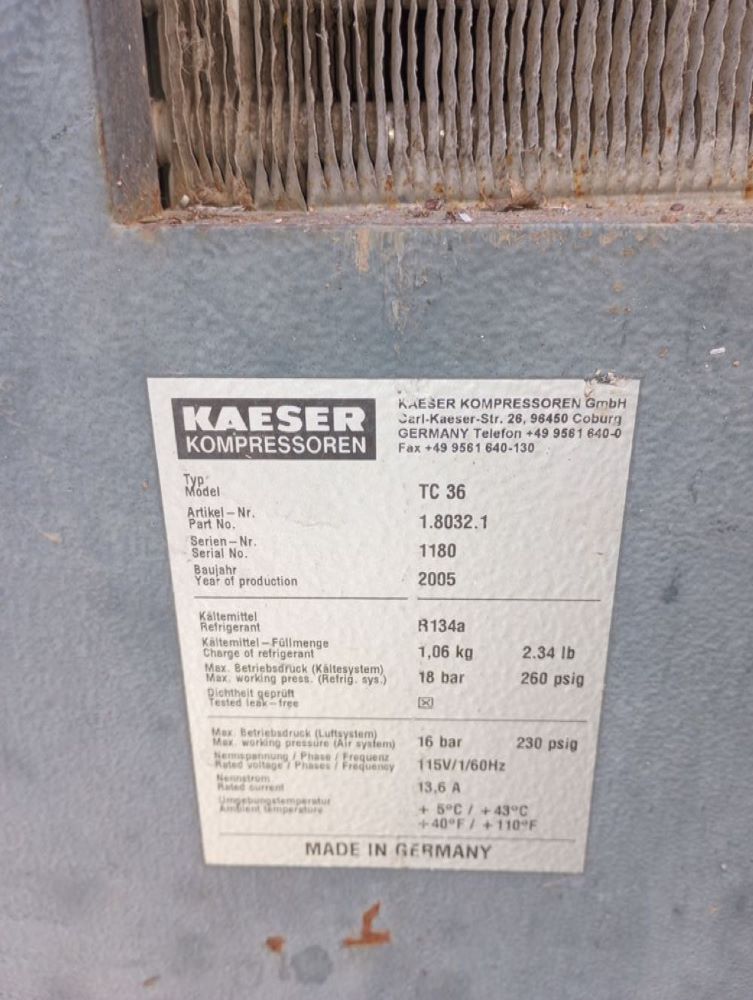 KAESER
KOMPRESSOREN
KAESER KOMPRESSOREN GmbH
Carl-Kaeser-Str. 26, 96450 Coburg
GERMANY Telefon +49 9561 640-0
Fax +49 9561 640-130
Typ
Model TC 36
Artikel-Nr.
Part No. 1.8032.1
Serien-Nr.
Serial No. 1180
Baujahr
Year of production 2005
Kältemittel
Refrigerant R134a
Kältemittel-Füllmenge
Charge of refrigerant 1,06 kg 2.34 lb
Max. Betriebsdruck (Kältesystem)
Max. working press. (Refrig. sys.) 18 bar 260 psig
Dichtheit geprüft
Tested leak-free ☒
Max. Betriebsdruck (Luftsystem)
Max. working pressure (Air system) 16 bar 230 psig
Nennspannung / Phase / Frequenz
Rated voltage / Phases / Frequency 115V/1/60Hz
Nennstrom
Rated current 13,6 A
Umgebungstemperatur + 5°C / +43°C
Ambient temperature +40°F / +110°F
MADE IN GERMANY